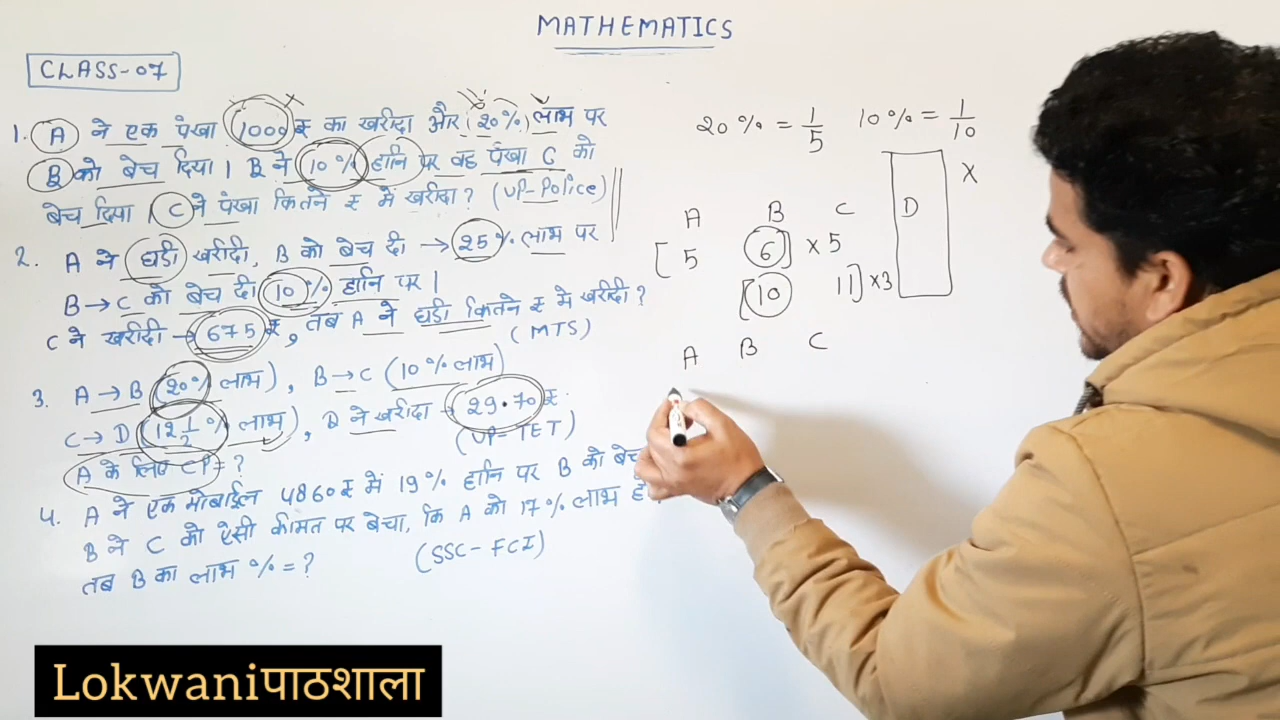 MATHEMATICS
CLASS-07
1. A ने एक पंखा 1000 ₹ का खरीदा और (20%) लाभ पर
B को बेच दिया । B ने 10% हानि पर वह पंखा C को
बेच दिया । C ने पंखा कितने ₹ में खरीदा ? (UP-Police)
2. A ने घडी खरीदी, B को बेच दी → 25% लाभ पर
B → C को बेच दी 10% हानि पर |
C ने खरीदी → 675 ₹, तब A ने घडी कितने ₹ मे खरीदी ?
(MTS)
3. A → B (20% लाभ), B → C (10% लाभ)
C → D (12 1/2 % लाभ), D ने खरीदा → 29.70 ₹.
(UP-TET)
A के लिए CP = ?
4. A ने एक मोबाईल 4860 ₹ में 19% हानि पर B को बेच
B ने C को ऐसी कीमत पर बेचा, कि A को 17% लाभ हो
तब B का लाभ % = ? (SSC-FCI)
20% = 1/5 10% = 1/10
A B C D X
[5 6] × 5
[10 11] ×3
A B C
Lokwaniपाठशाला